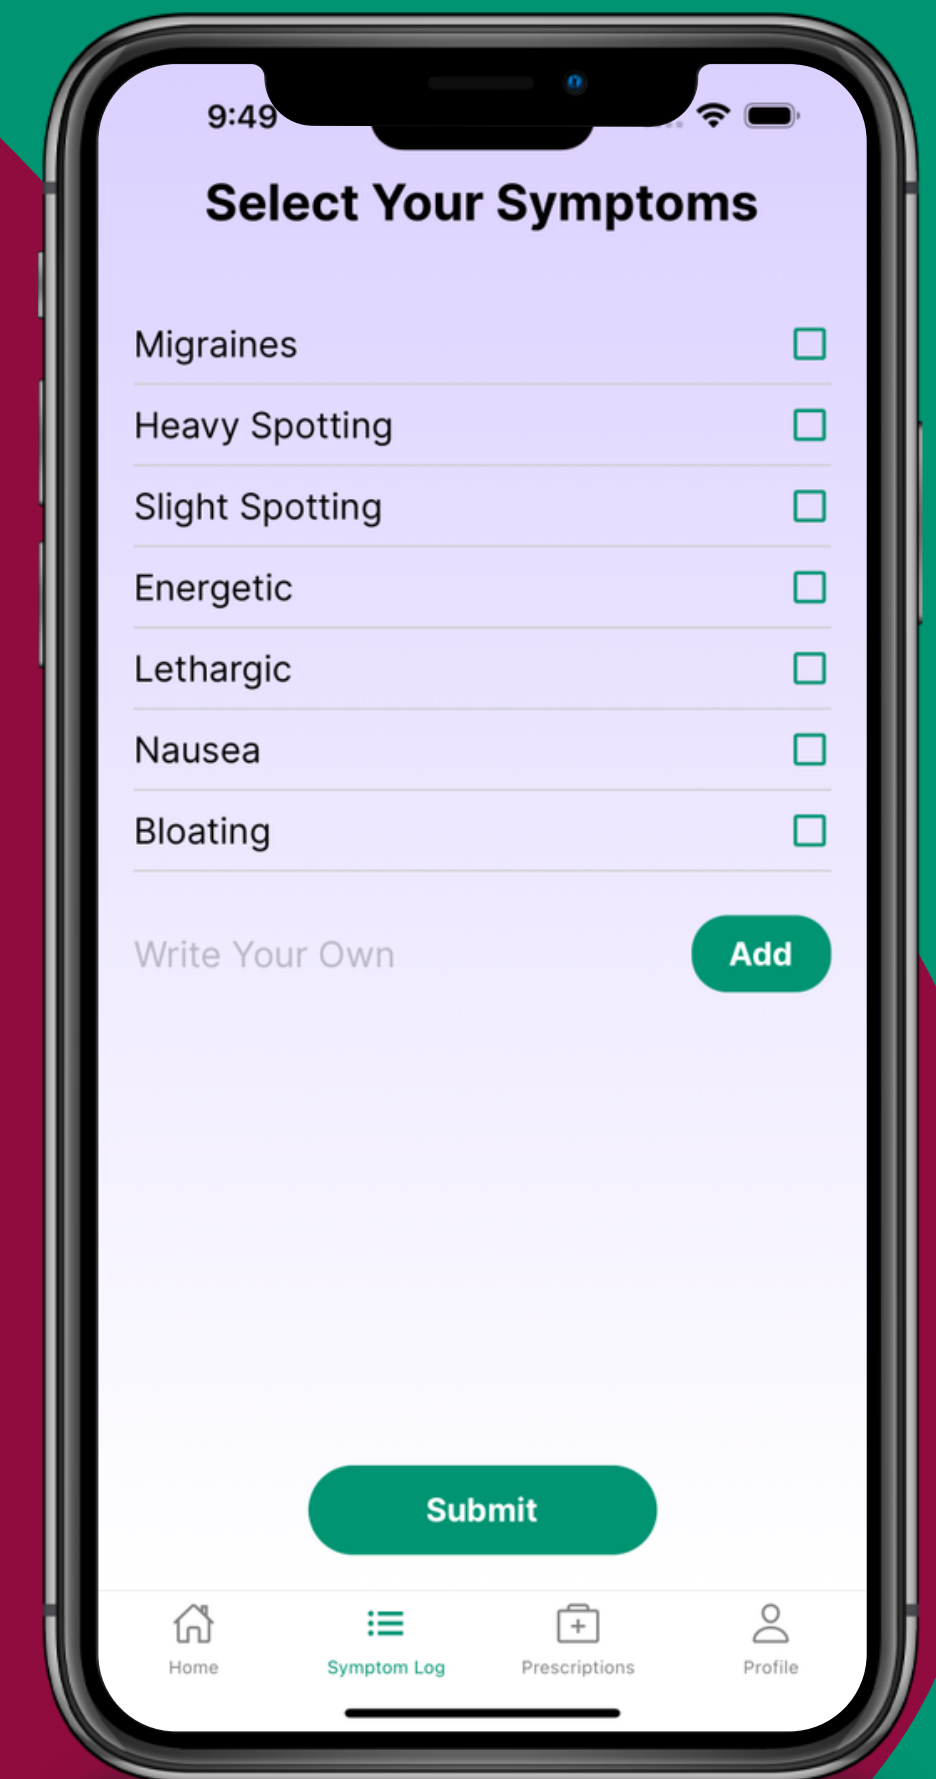 9:49
Select Your Symptoms
Migraines
Heavy Spotting
Slight Spotting
Energetic
Lethargic
Nausea
Bloating
Write Your Own
Add
Submit
Home
Symptom Log
Prescriptions
Profile